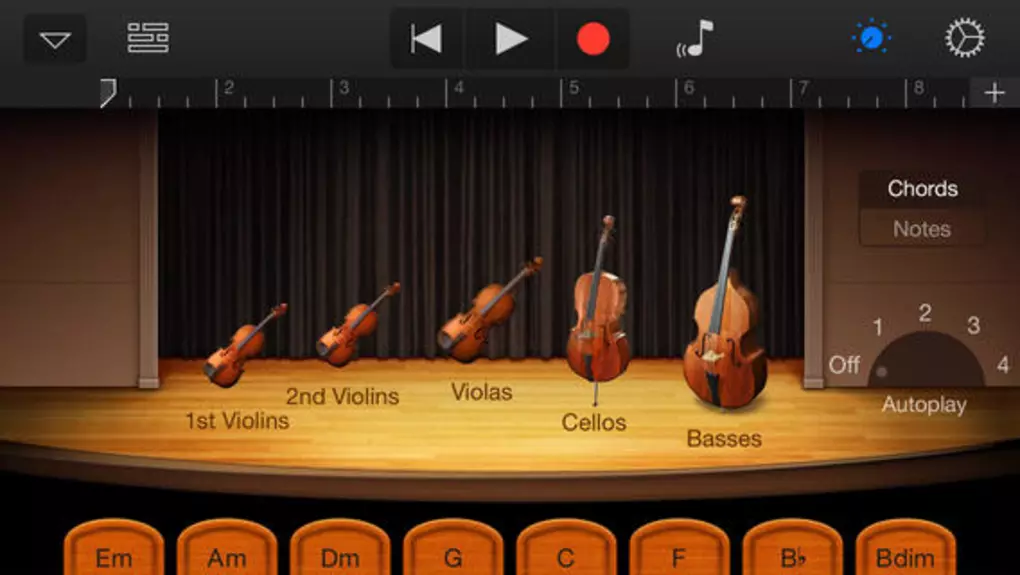 2 3 4 5 6 7 8
Chords
Notes
1 2 3
Off 4
Autoplay
1st Violins
2nd Violins
Violas
Cellos
Basses
Em Am Dm G C F B♭ Bdim